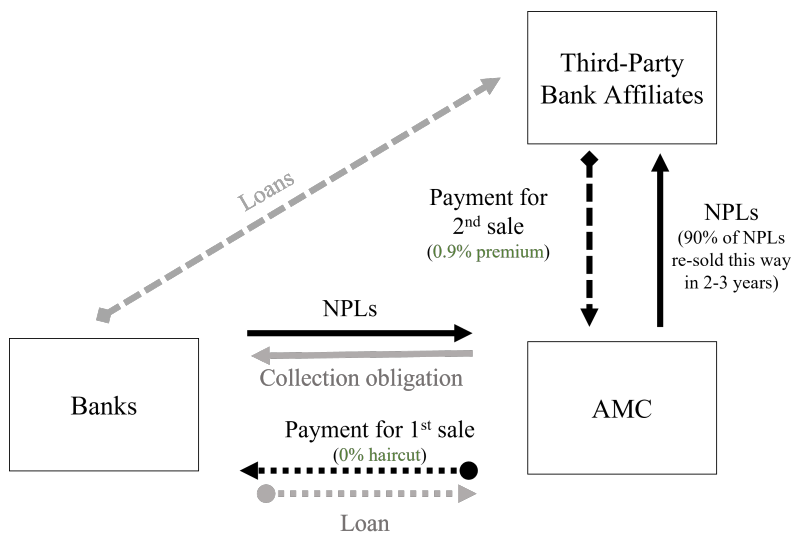 Third-Party
Bank Affiliates
Loans
Payment for
2nd sale
(0.9% premium)
NPLs
(90% of NPLs
re-sold this way
in 2-3 years)
NPLs
Collection obligation
Banks
AMC
Payment for 1st sale
(0% haircut)
Loan